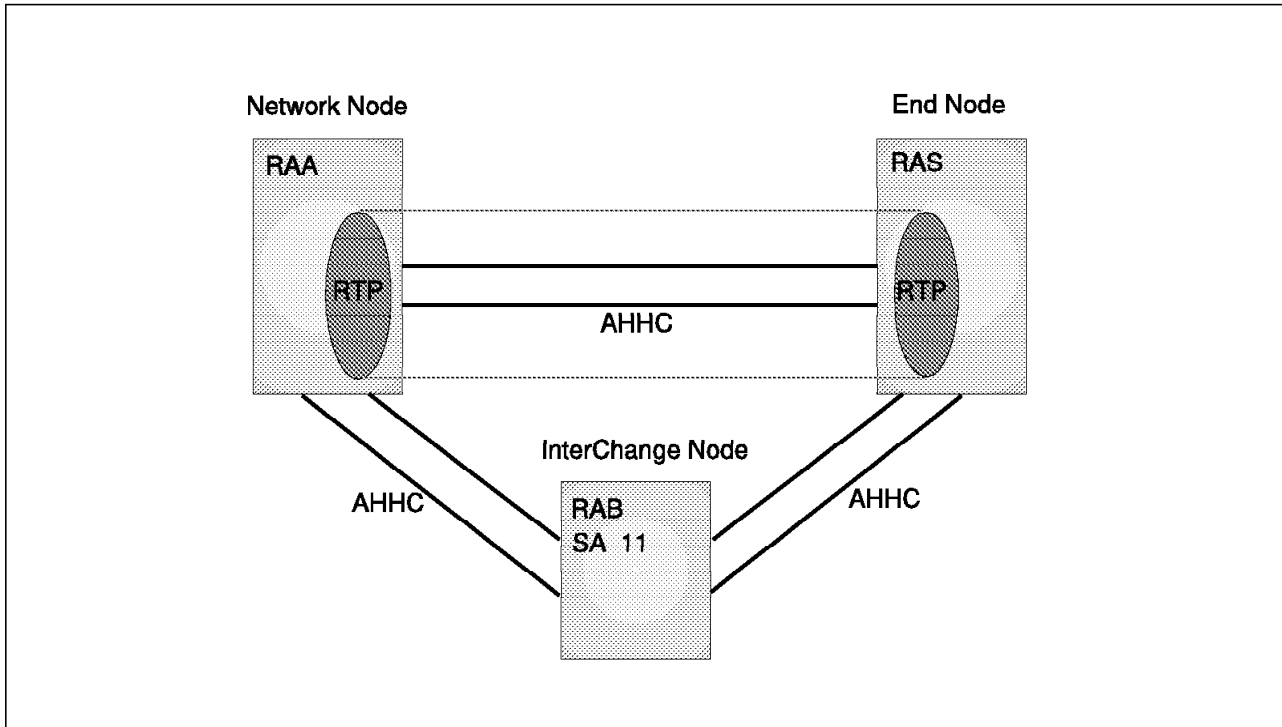 Network Node
End Node
RAA
RAS
RTP
RTP
AHHC
InterChange Node
AHHC
AHHC
RAB
SA 11